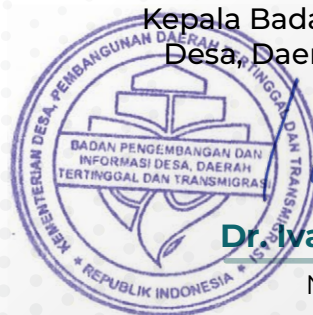 Kepala Bada
Desa, Daer
KEMENTERIAN DESA, PEMBANGUNAN DAERAH TERTINGGAL DAN TRANSMIGRASI
BADAN PENGEMBANGAN DAN
INFORMASI DESA, DAERAH
TERTINGGAL DAN TRANSMIGRASI
★ REPUBLIK INDONESIA ★
Dr. Iva
N